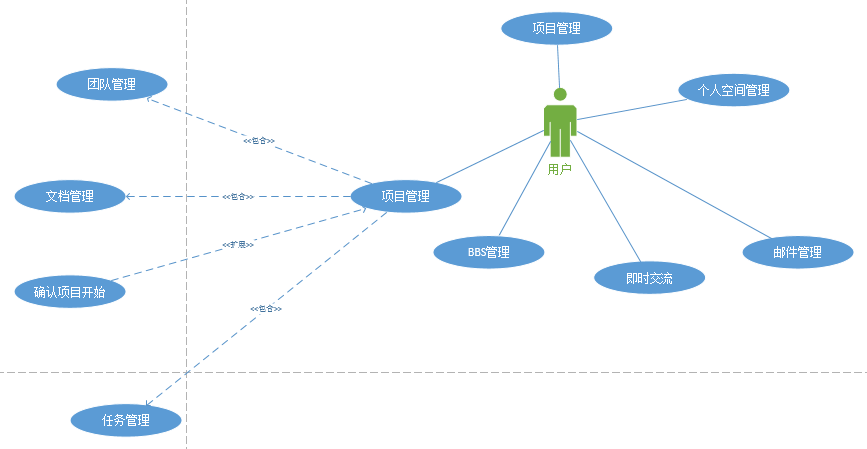 项目管理
团队管理
个人空间管理
<<包含>>
用户
文档管理
<<包含>>
项目管理
<<扩展>>
BBS管理
邮件管理
即时交流
确认项目开始
<<包含>>
任务管理